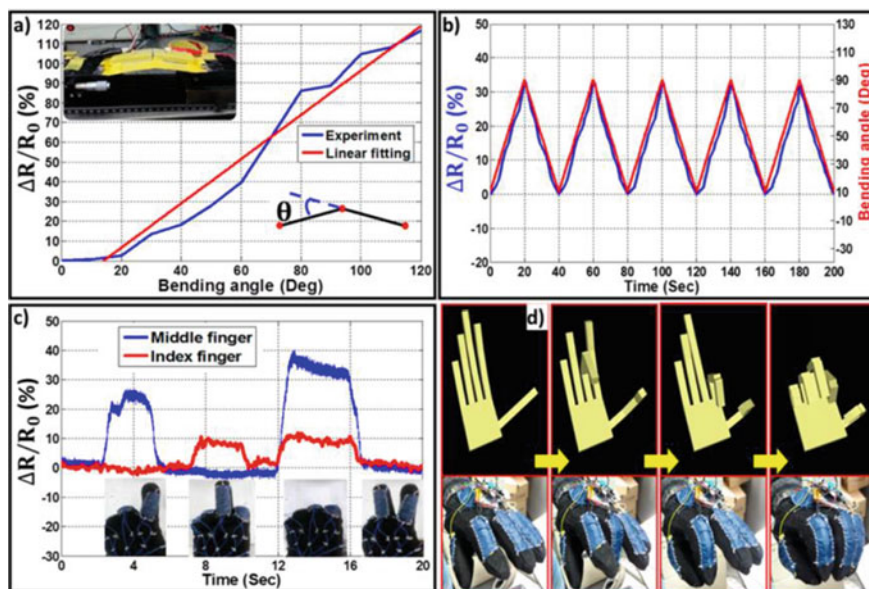 a)
120
110
100
90
80
70
60
50
40
30
20
10
0
ΔR/R0 (%)
Experiment
Linear fitting
θ
0 20 40 60 80 100 120
Bending angle (Deg)
b)
50
40
30
20
10
0
-10
-20
ΔR/R0 (%)
130
110
90
70
50
30
10
-10
-30
Bending angle (Deg)
0 20 40 60 80 100 120 140 160 180 200
Time (Sec)
c)
50
40
30
20
10
0
-10
-20
-30
ΔR/R0 (%)
Middle finger
Index finger
0 4 8 12 16 20
Time (Sec)
d)